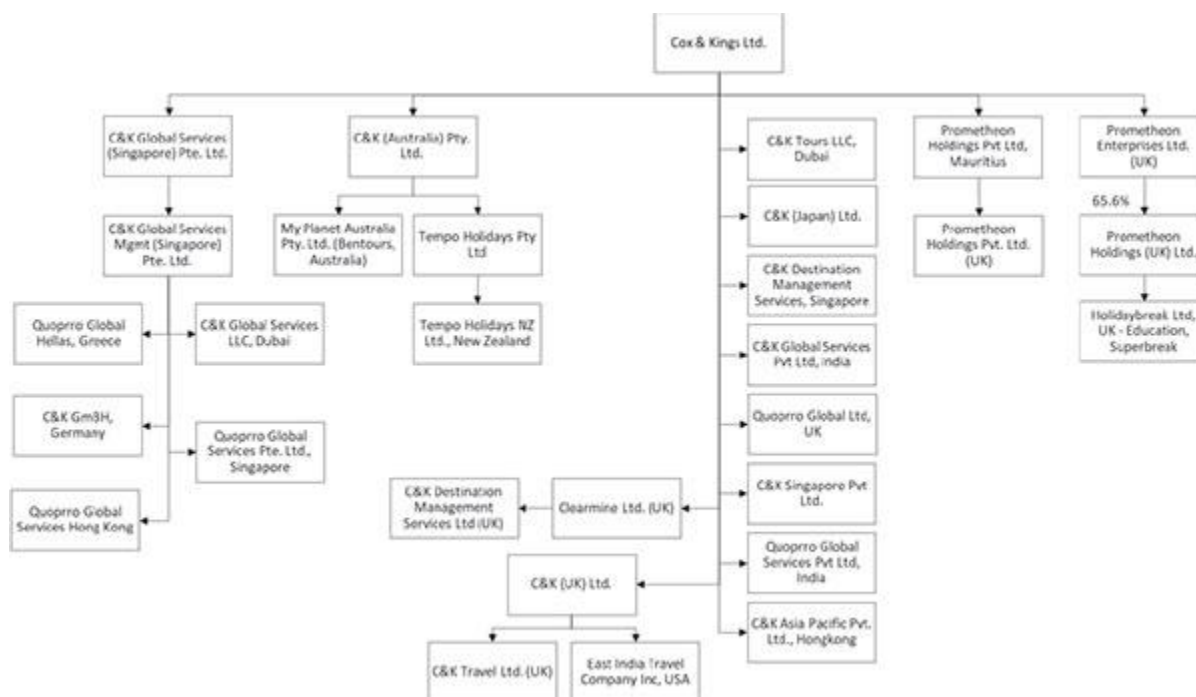 Cox & Kings Ltd.
C&K Global Services
(Singapore) Pte. Ltd.
C&K (Australia) Pty.
Ltd.
C&K Tours LLC,
Dubai
Prometheon
Holdings Pvt Ltd,
Mauritius
Prometheon
Enterprises Ltd.
(UK)
65.6%
C&K Global Services
Mgmt (Singapore)
Pte. Ltd.
My Planet Australia
Pty. Ltd. (Bentours,
Australia)
Tempo Holidays Pty
Ltd
C&K (Japan) Ltd.
Prometheon
Holdings Pvt. Ltd.
(UK)
Prometheon
Holdings (UK) Ltd.
C&K Destination
Management
Services, Singapore
Quoprro Global
Hellas, Greece
C&K Global Services
LLC, Dubai
Tempo Holidays NZ
Ltd., New Zealand
C&K Global Services
Pvt Ltd, India
Holidaybreak Ltd,
UK - Education,
Superbreak
C&K GmBH,
Germany
Quoprro Global
Services Pte. Ltd.,
Singapore
Quoprro Global Ltd,
UK
Quoprro Global
Services Hong Kong
C&K Destination
Management
Services Ltd (UK)
Clearmine Ltd. (UK)
C&K Singapore Pvt
Ltd.
C&K (UK) Ltd.
Quoprro Global
Services Pvt Ltd,
India
C&K Travel Ltd. (UK)
East India Travel
Company Inc, USA
C&K Asia Pacific Pvt.
Ltd., Hongkong